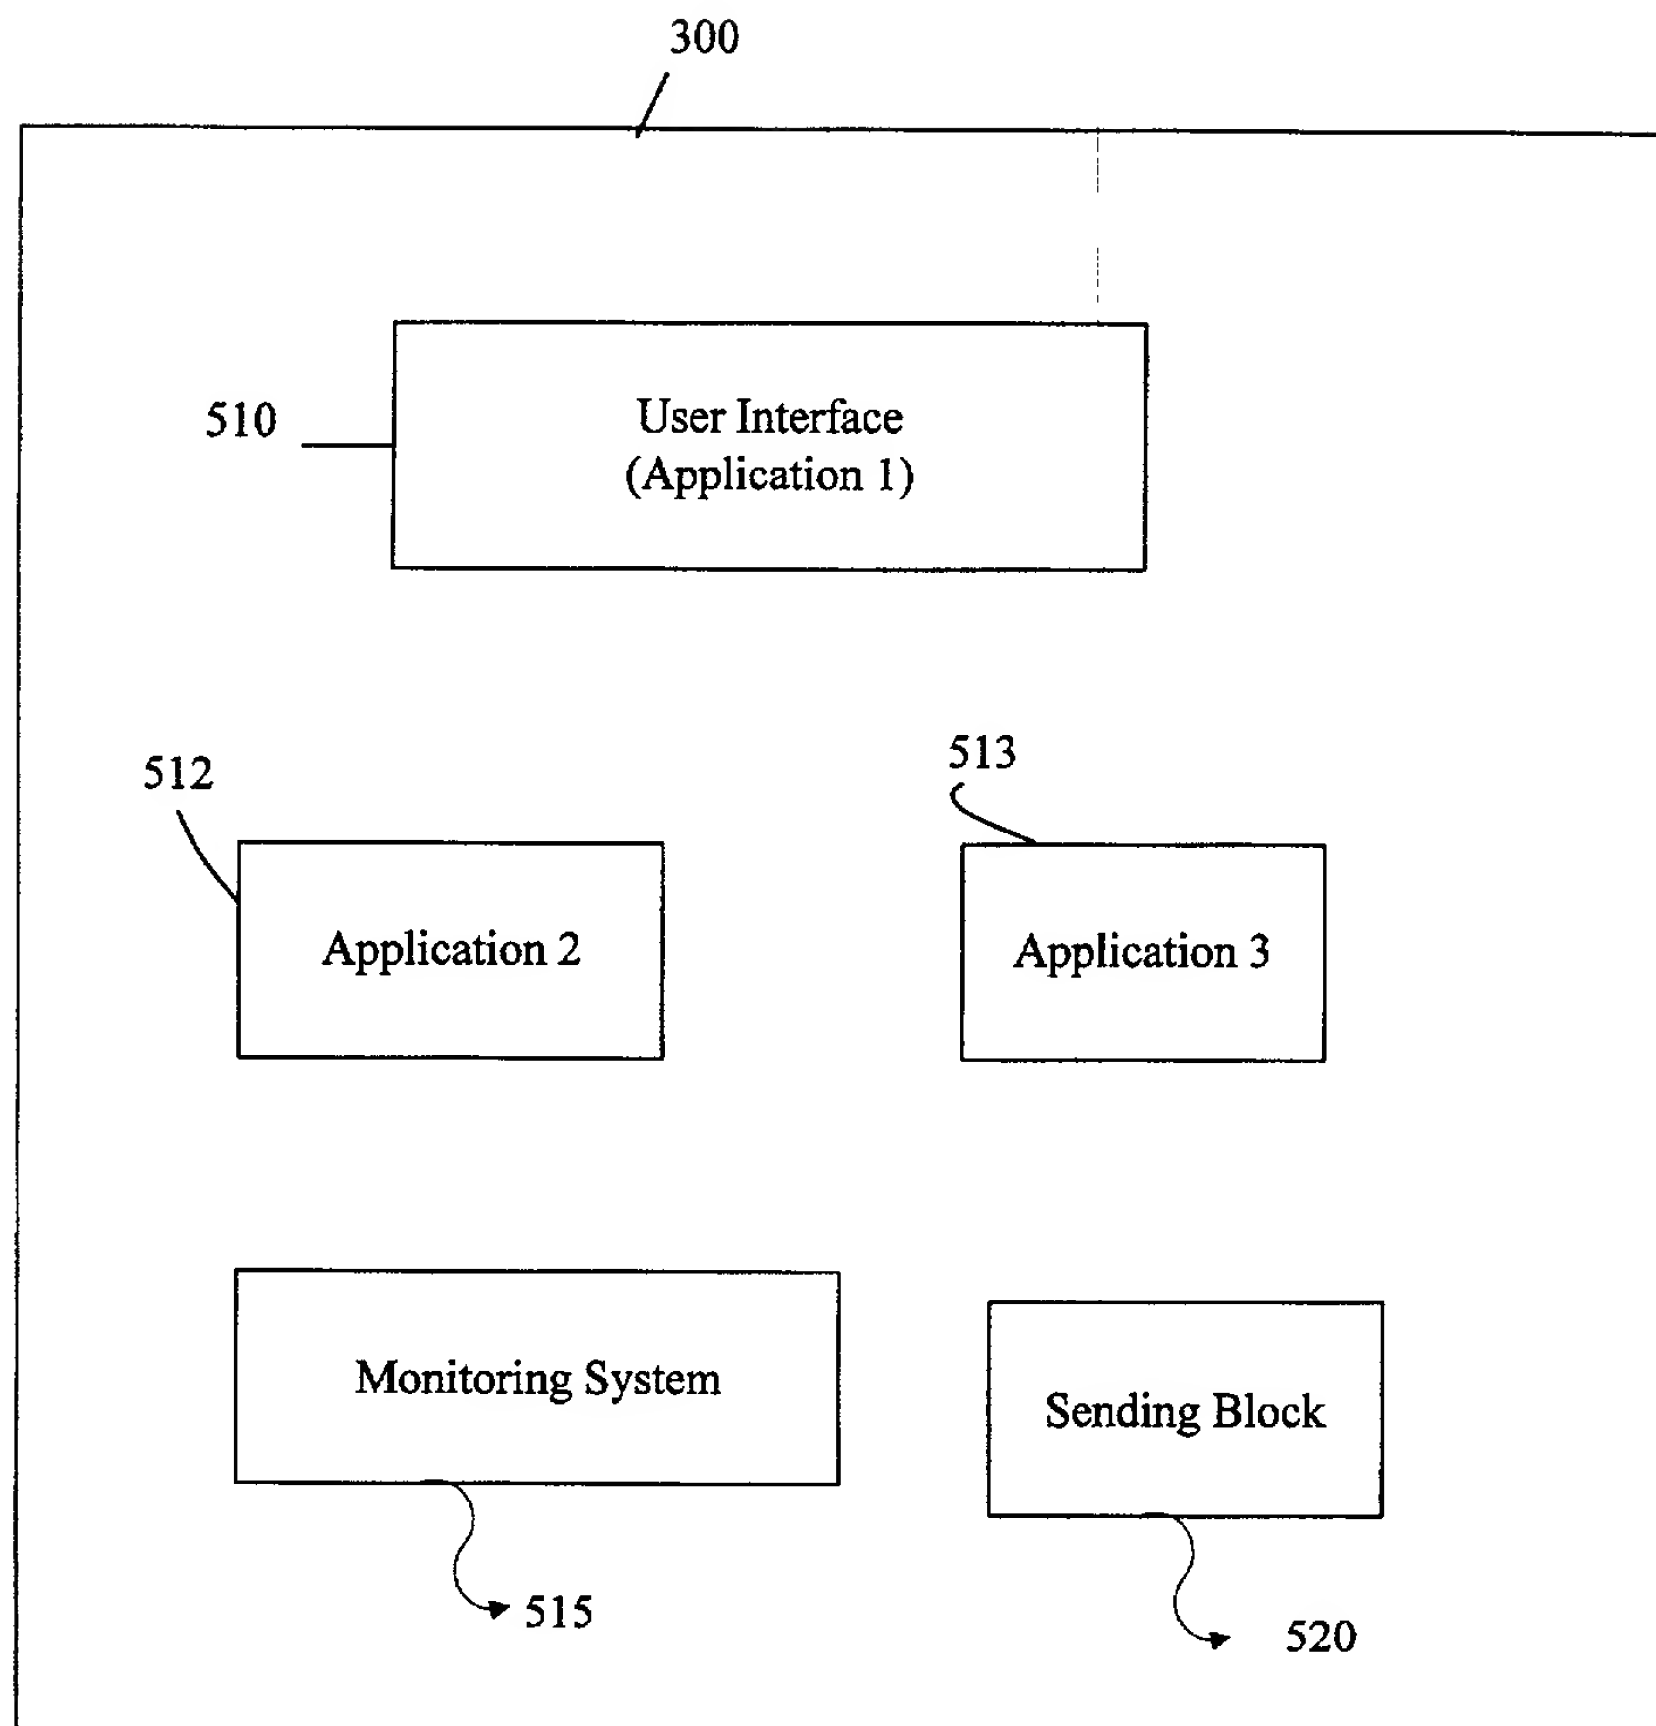 300
510
User Interface
(Application 1)
512
513
Application 2
Application 3
Monitoring System
Sending Block
515
520